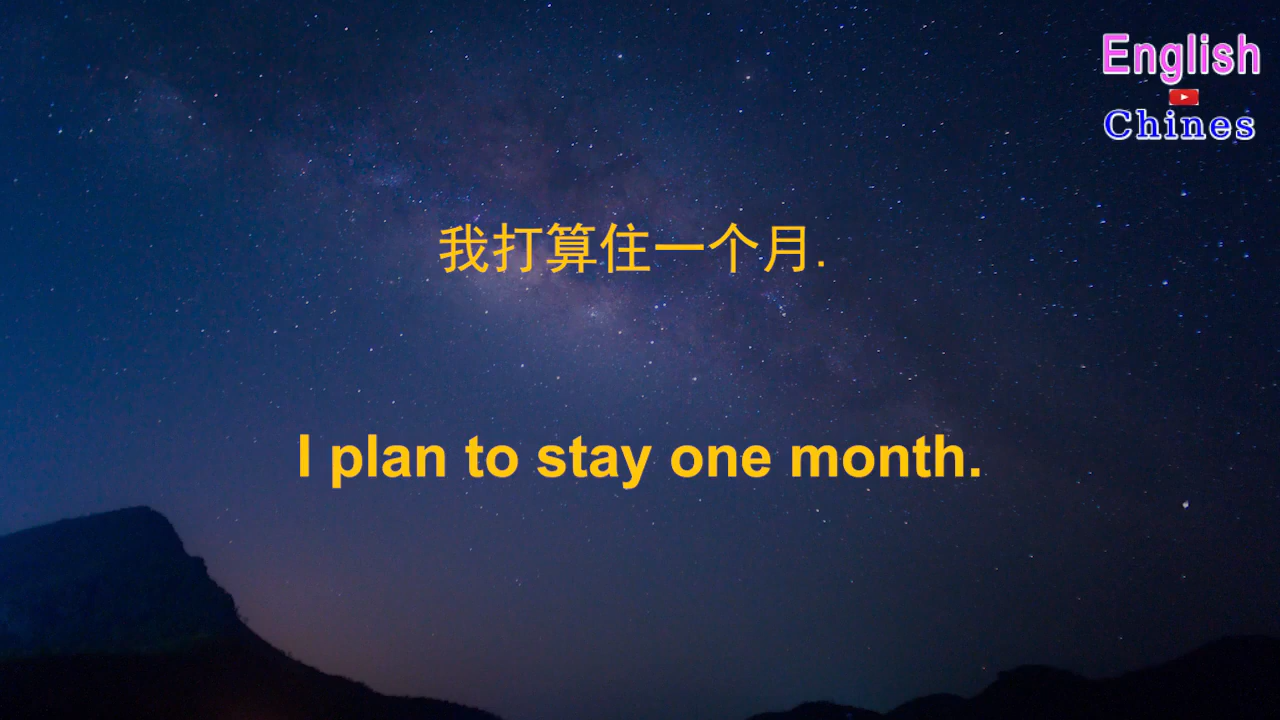 English
Chines
我打算住一个月.
I plan to stay one month.